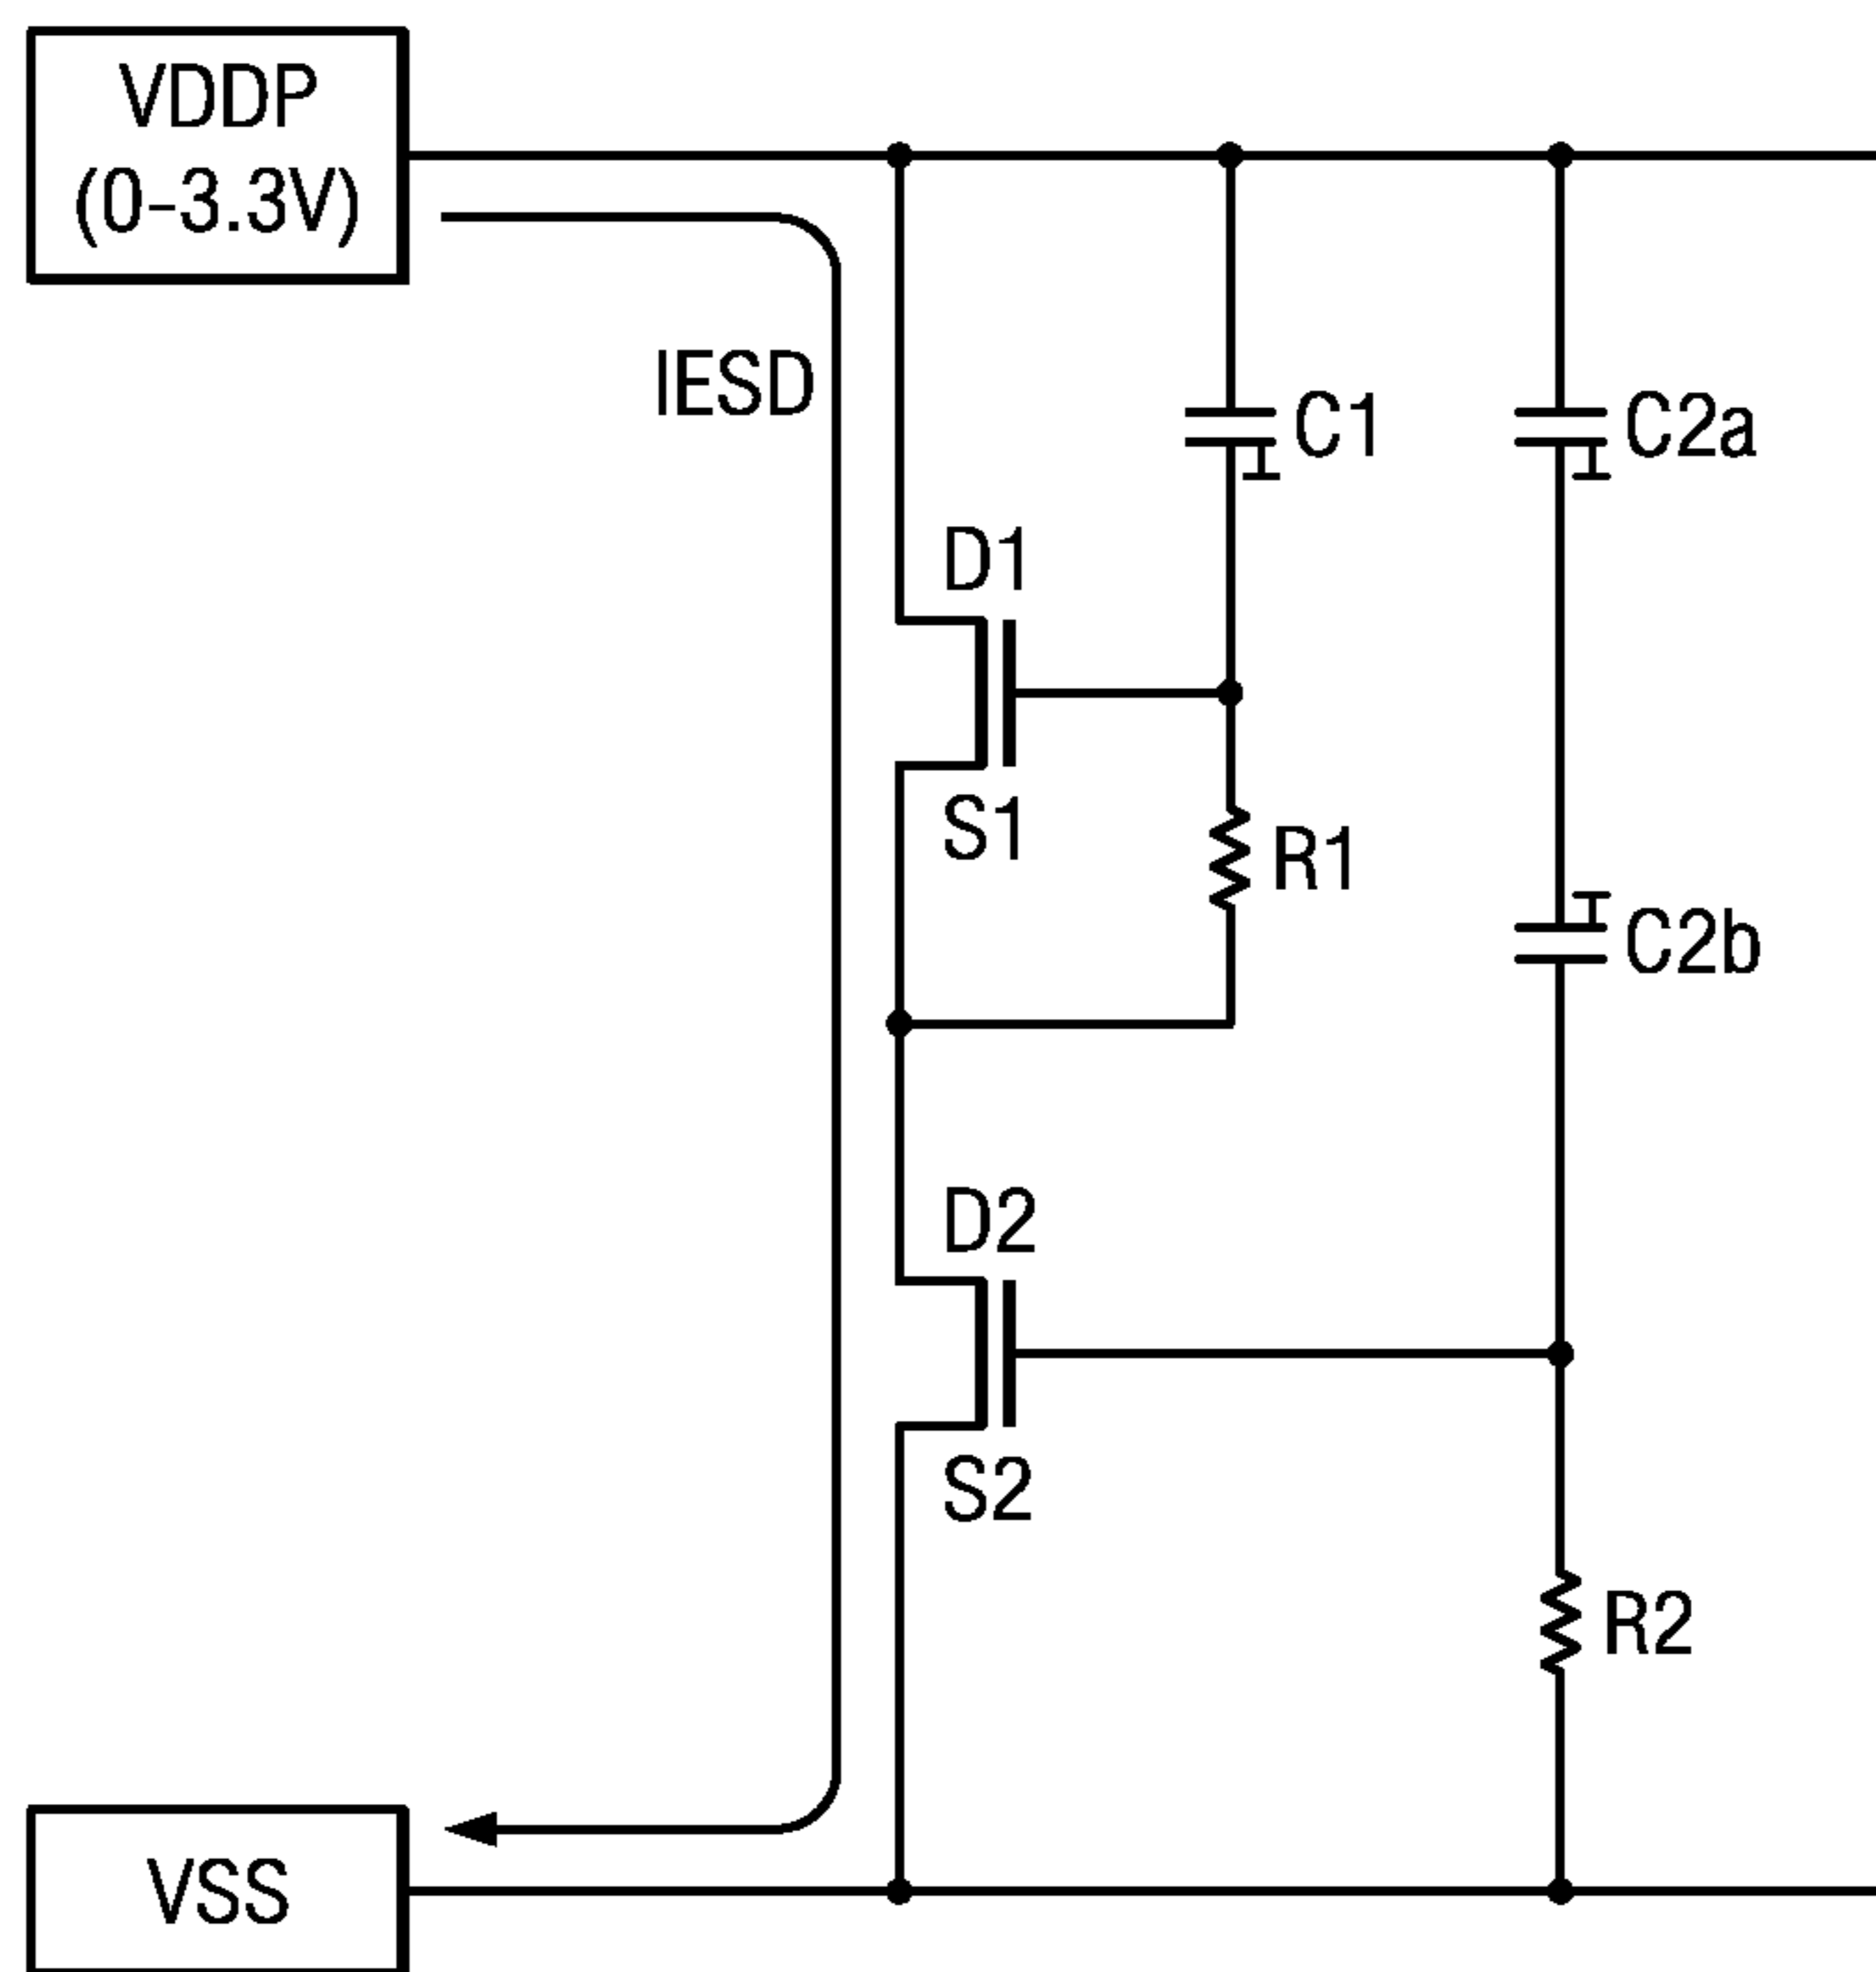 VDDP
(0-3.3V)
IESD
C1
C2a
D1
S1
R1
C2b
D2
S2
R2
VSS